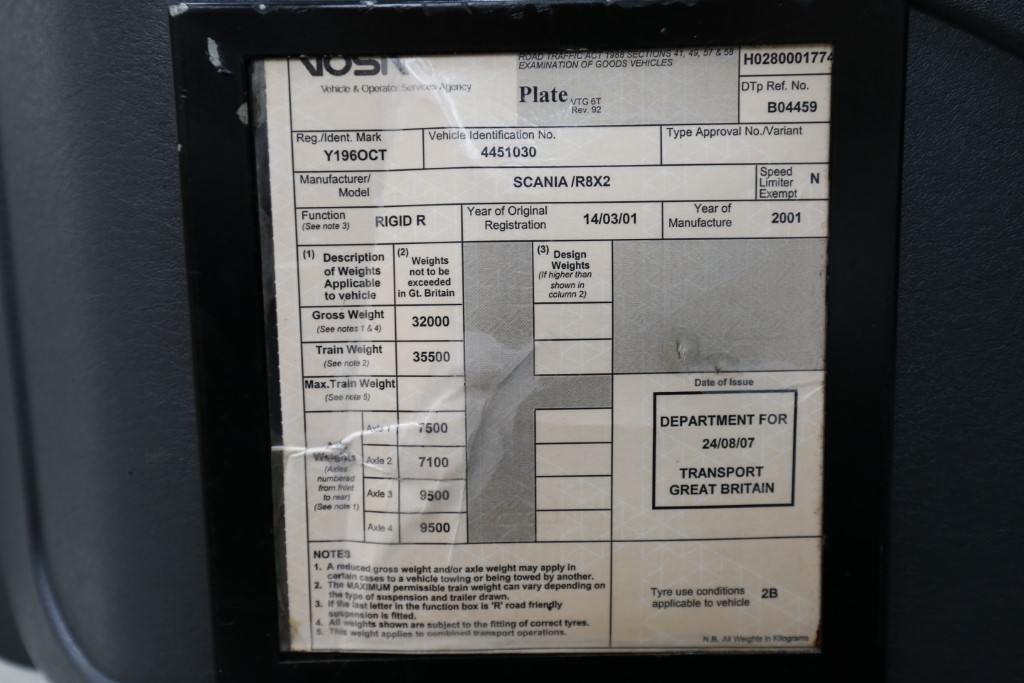 VOSA
Vehicle & Operator Services Agency
ROAD TRAFFIC ACT 1988 SECTIONS 41, 49, 57 & 58
EXAMINATION OF GOODS VEHICLES
Plate VTG 6T
Rev. 92
H0280001774
DTp Ref. No.
B04459
Reg./Ident. Mark
Y196OCT
Vehicle Identification No.
4451030
Type Approval No./Variant
Manufacturer/
Model
SCANIA /R8X2
Speed
Limiter
Exempt
N
Function
(See note 3)
RIGID R
Year of Original
Registration
14/03/01
Year of
Manufacture
2001
(1) Description
of Weights
Applicable
to vehicle
(2) Weights
not to be
exceeded
in Gt. Britain
(3) Design
Weights
(If higher than
shown in
column 2)
Gross Weight
(See notes 1 & 4)
32000
Train Weight
(See note 2)
35500
Max.Train Weight
(See note 5)
Axle
Weights
(Axles
numbered
from front
to rear)
(See note 1)
Axle 1
7500
Axle 2
7100
Axle 3
9500
Axle 4
9500
Date of Issue
DEPARTMENT FOR
24/08/07
TRANSPORT
GREAT BRITAIN
NOTES
1. A reduced gross weight and/or axle weight may apply in
certain cases to a vehicle towing or being towed by another.
2. The MAXIMUM permissible train weight can vary depending on
the type of suspension and trailer drawn.
3. If the last letter in the function box is 'R' road friendly
suspension is fitted.
4. All weights shown are subject to the fitting of correct tyres.
5. This weight applies to combined transport operations.
Tyre use conditions
applicable to vehicle
2B
N.B. All Weights in Kilograms